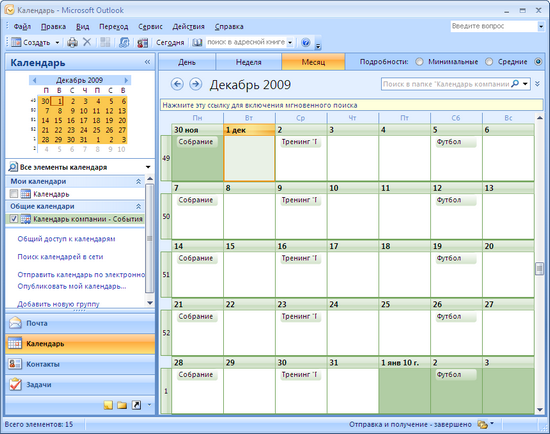 Календарь - Microsoft Outlook
Файл Правка Вид Переход Сервис Действия Справка
Введите вопрос
Создать Сегодня поиск в адресной книге
Календарь
День Неделя Месяц Подробности: Минимальные Средние
Декабрь 2009
П В С Ч П С В
49 30 1 2 3 4 5 6
50 7 8 9 10 11 12 13
51 14 15 16 17 18 19 20
52 21 22 23 24 25 26 27
1 28 29 30 31 1 2 3
2 4 5 6 7 8 9 10
Все элементы календаря
Мои календари
Календарь
Общие календари
Календарь компании - События
Общий доступ к календарям
Поиск календарей в сети
Отправить календарь по электронно
Опубликовать мой календарь...
Добавить новую группу
Почта
Календарь
Контакты
Задачи
Декабрь 2009
Поиск в папке "Календарь компании
Нажмите эту ссылку для включения мгновенного поиска
Пн Вт Ср Чт Пт Сб Вс
30 ноя 1 дек 2 3 4 5 6
49 Собрание Тренинг "Г Футбол
7 8 9 10 11 12 13
50 Собрание Тренинг "Г Футбол
14 15 16 17 18 19 20
51 Собрание Тренинг "Г Футбол
21 22 23 24 25 26 27
52 Собрание Тренинг "Г Футбол
28 29 30 31 1 янв 10 г. 2 3
1 Собрание Тренинг "Г Футбол
Всего элементов: 15
Отправка и получение - завершено